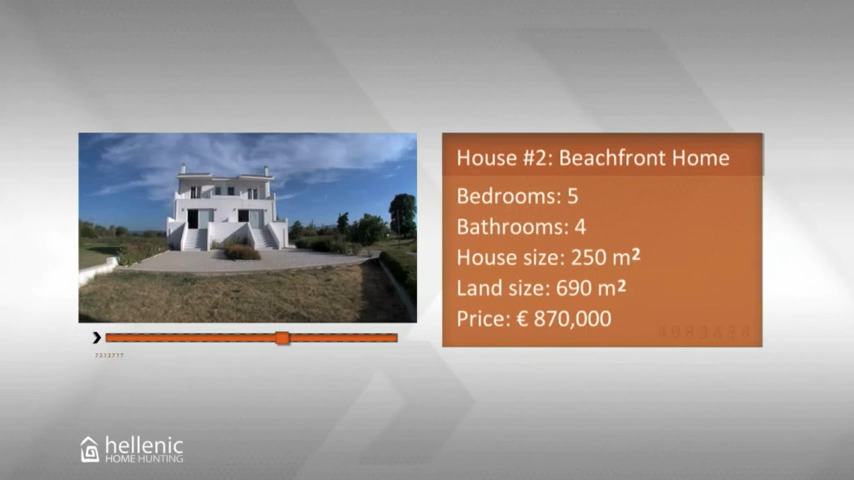 House #2: Beachfront Home
Bedrooms: 5
Bathrooms: 4
House size: 250 m²
Land size: 690 m²
Price: € 870,000
hellenic
HOME HUNTING